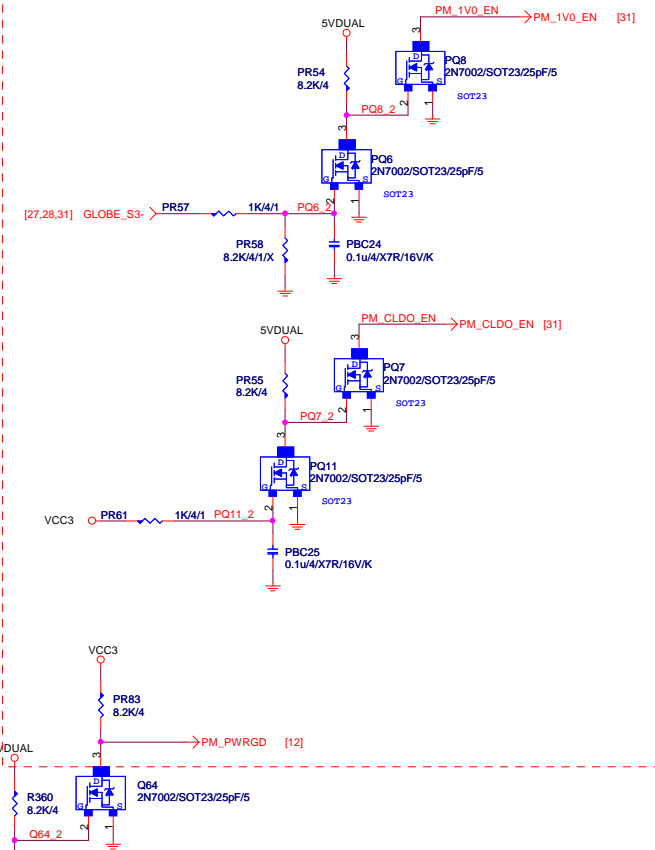 PM_1V0_EN
PM_1V0_EN [31]
5VDUAL
3
D
PQ8
2N7002/SOT23/25pF/5
G
S
SOT23
2
1
PR54
8.2K/4
PQ8_2
3
D
PQ6
2N7002/SOT23/25pF/5
G
S
SOT23
2
1
[27,28,31] GLOBE_S3-
PR57
1K/4/1
PQ6_2
PR58
8.2K/4/1/X
PBC24
0.1u/4/X7R/16V/K
PM_CLDO_EN
PM_CLDO_EN [31]
5VDUAL
3
D
PQ7
2N7002/SOT23/25pF/5
G
S
SOT23
2
1
PR55
8.2K/4
PQ7_2
3
D
PQ11
2N7002/SOT23/25pF/5
G
S
SOT23
2
1
VCC3
PR61
1K/4/1
PQ11_2
PBC25
0.1u/4/X7R/16V/K
VCC3
PR83
8.2K/4
PM_PWRGD [12]
3
VDUAL
D
Q64
2N7002/SOT23/25pF/5
G
S
2
1
R360
8.2K/4
Q64_2